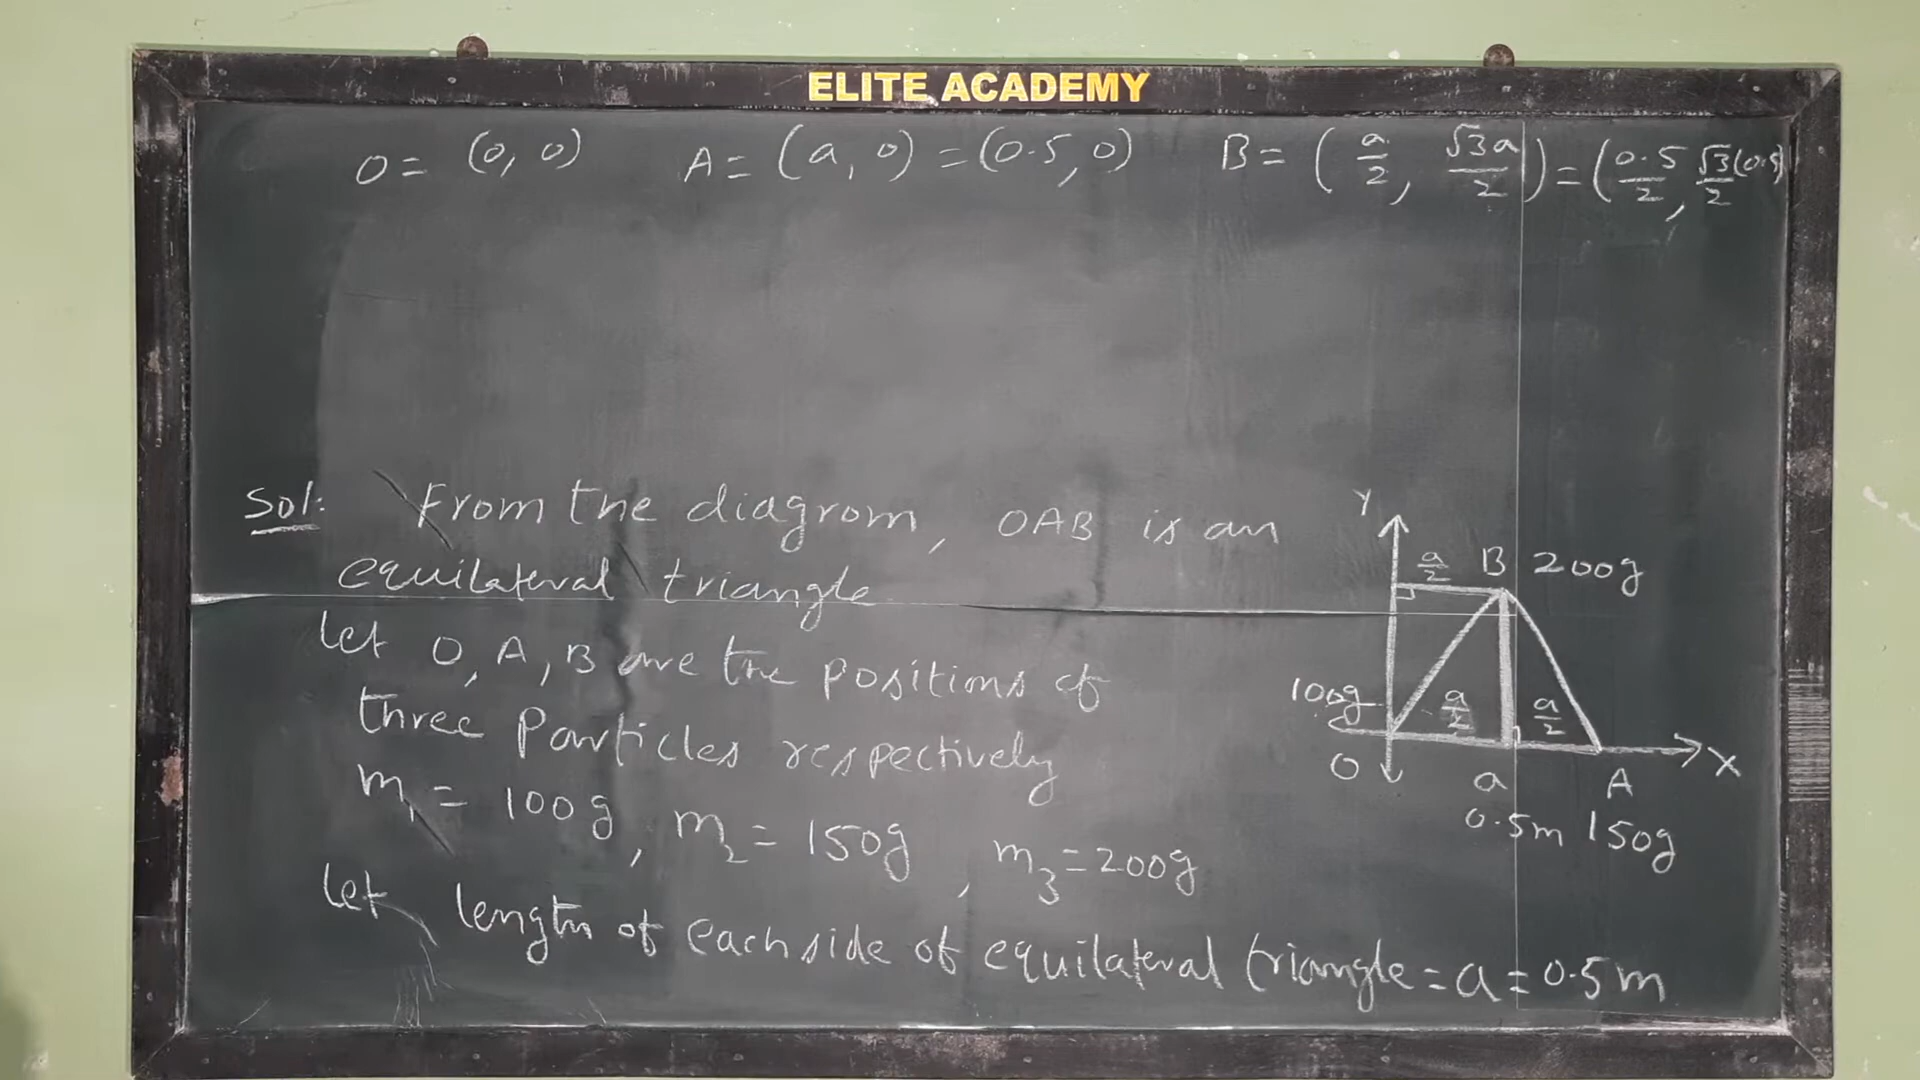 ELITE ACADEMY
O = (0, 0) A = (a, 0) = (0.5, 0) B = (a/2, √3a/2) = (0.5/2, √3/2(0.5)
Sol: From the diagrom, OAB is an
equilateral triangle
Let O, A, B are the positions of
three Particles respectively
m1 = 100g, m2 = 150g, m3 = 200g
Let length of each side of equilateral triangle = a = 0.5m
Y
a/2 B 200g
100g a/2 a/2
O a A X
0.5m 150g